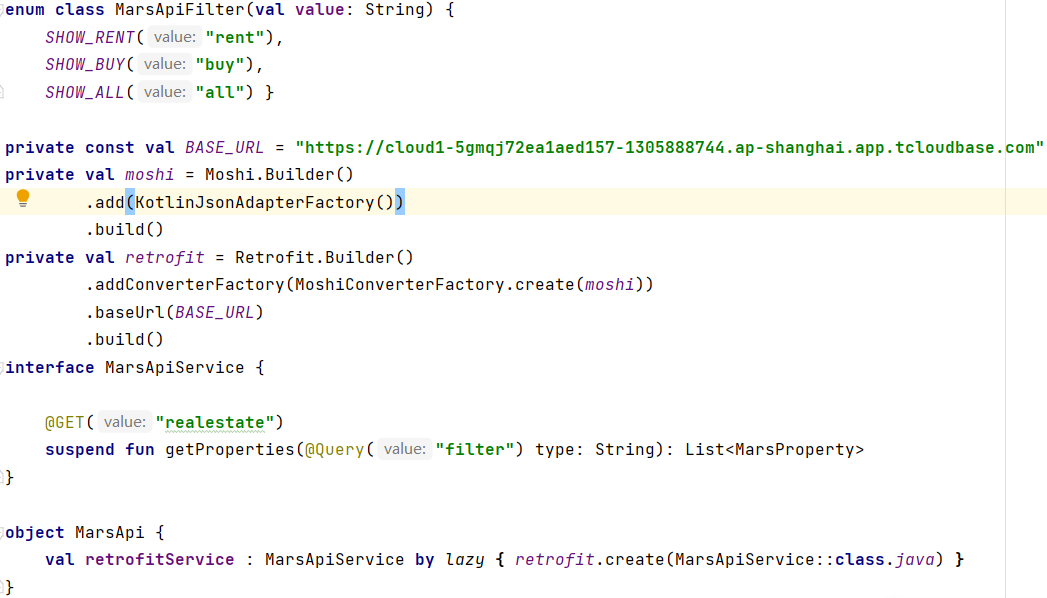 enum class MarsApiFilter(val value: String) {
    SHOW_RENT( value: "rent"),
    SHOW_BUY( value: "buy"),
    SHOW_ALL( value: "all") }
private const val BASE_URL = "https://cloud1-5gmqj72ea1aed157-1305888744.ap-shanghai.app.tcloudbase.com"
private val moshi = Moshi.Builder()
        .add(KotlinJsonAdapterFactory())
        .build()
private val retrofit = Retrofit.Builder()
        .addConverterFactory(MoshiConverterFactory.create(moshi))
        .baseUrl(BASE_URL)
        .build()
interface MarsApiService {
    @GET( value: "realestate")
    suspend fun getProperties(@Query( value: "filter") type: String): List<MarsProperty>
}
object MarsApi {
    val retrofitService : MarsApiService by lazy { retrofit.create(MarsApiService::class.java) }
}